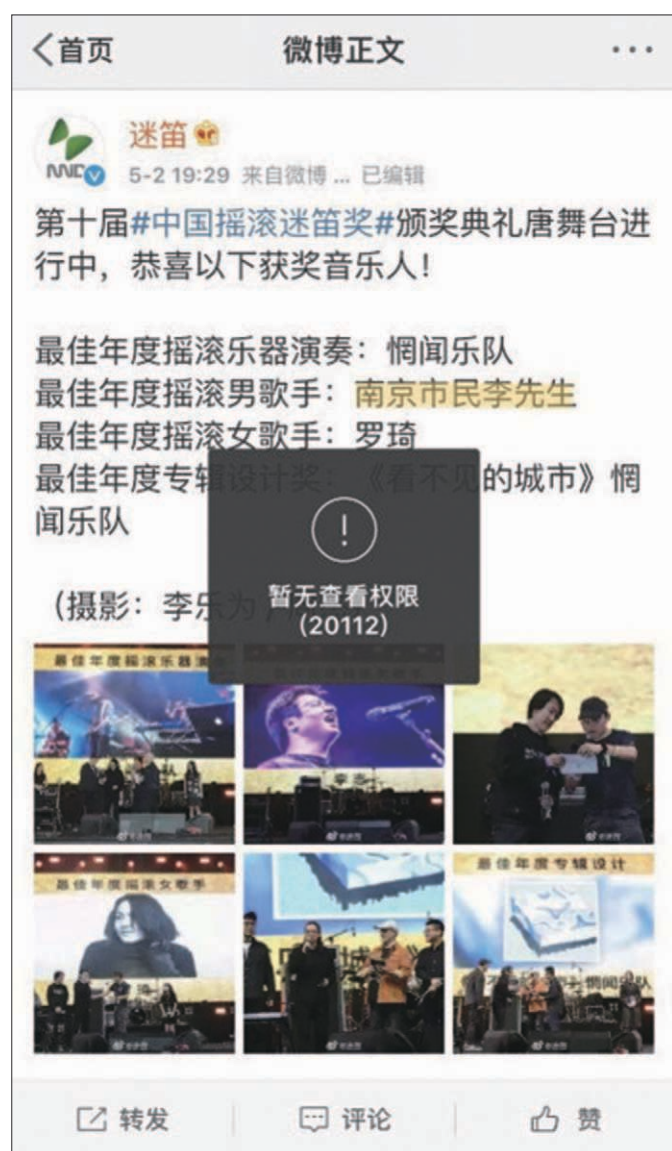 首页
微博正文
迷笛
5-2 19:29 来自微博 ... 已编辑
第十届#中国摇滚迷笛奖#颁奖典礼唐舞台进
行中，恭喜以下获奖音乐人！
最佳年度摇滚乐器演奏：惘闻乐队
最佳年度摇滚男歌手：南京市民李先生
最佳年度摇滚女歌手：罗琦
最佳年度专辑设计奖：《看不见的城市》惘
闻乐队
（摄影：李乐为
暂无查看权限
(20112)
最佳年度摇滚乐器演
李志
最佳年度摇滚女歌手
最佳年度专辑设计
惘闻乐队
转发
评论
赞